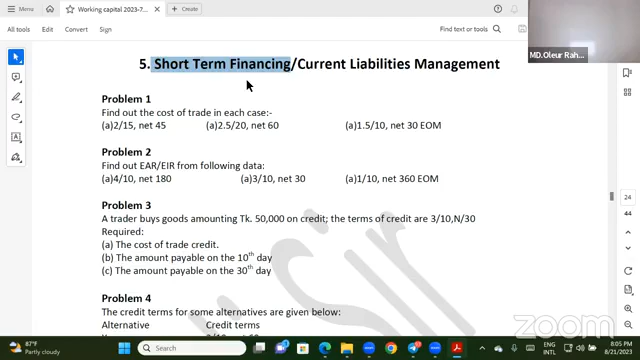 Menu
Working capital 2023-7...
Create
Sign in
All tools
Edit
Convert
Sign
Find text or tools
MD.Oleur Rah...
5. Short Term Financing/Current Liabilities Management
Problem 1
Find out the cost of trade in each case:-
(a)2/15, net 45 (a)2.5/20, net 60 (a)1.5/10, net 30 EOM
Problem 2
Find out EAR/EIR from following data:
(a)4/10, net 180 (a)3/10, net 30 (a)1/10, net 360 EOM
Problem 3
A trader buys goods amounting Tk. 50,000 on credit; the terms of credit are 3/10,N/30
Required:
(a) The cost of trade credit.
(b) The amount payable on the 10th day
(c) The amount payable on the 30th day
Problem 4
The credit terms for some alternatives are given below:
Alternative Credit terms
24
44
zoom
87°F
Partly cloudy
Search
ENG
INTL
8:05 PM
8/21/2023